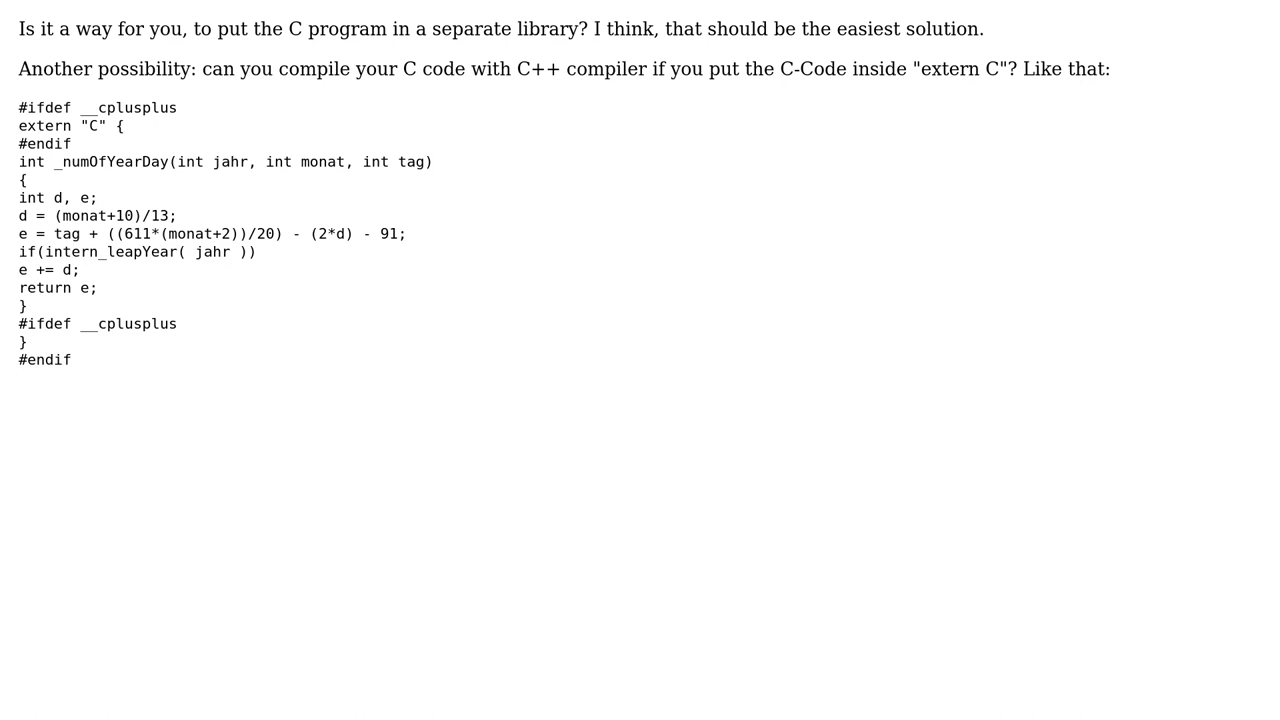 Is it a way for you, to put the C program in a separate library? I think, that should be the easiest solution.
Another possibility: can you compile your C code with C++ compiler if you put the C-Code inside "extern C"? Like that:
#ifdef __cplusplus
extern "C" {
#endif
int _numOfYearDay(int jahr, int monat, int tag)
{
int d, e;
d = (monat+10)/13;
e = tag + ((611*(monat+2))/20) - (2*d) - 91;
if(intern_leapYear( jahr ))
e += d;
return e;
}
#ifdef __cplusplus
}
#endif